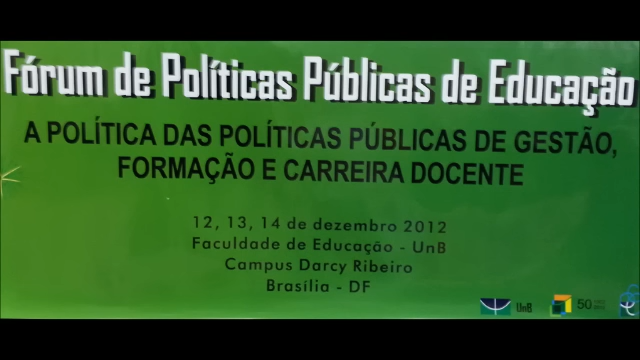 Fórum de Políticas Públicas de Educação
A POLÍTICA DAS POLÍTICAS PÚBLICAS DE GESTÃO,
FORMAÇÃO E CARREIRA DOCENTE
12, 13, 14 de dezembro 2012
Faculdade de Educação - UnB
Campus Darcy Ribeiro
Brasília - DF
UnB
50